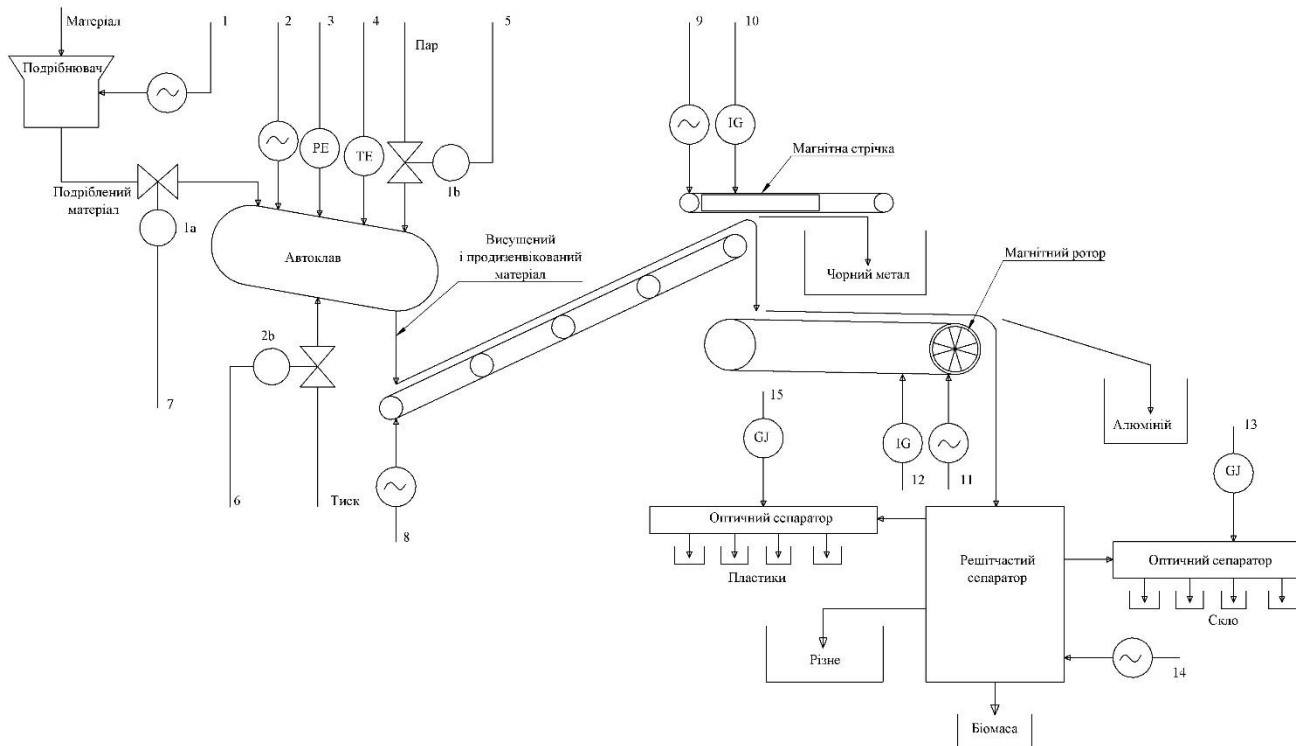 Матеріал
1
2
3
4
5
Пар
Подрібнювач
PE
TE
1b
Подріблений
матеріал
1a
Автоклав
Висушений
і продизенвікований
матеріал
2b
6
7
Тиск
8
9
10
IG
Магнітна стрічка
Чорний метал
Магнітний ротор
Алюміній
15
GJ
IG
12
11
13
GJ
Оптичний сепаратор
Пластики
Решітчастий
сепаратор
Оптичний сепаратор
Скло
Різне
14
Біомаса